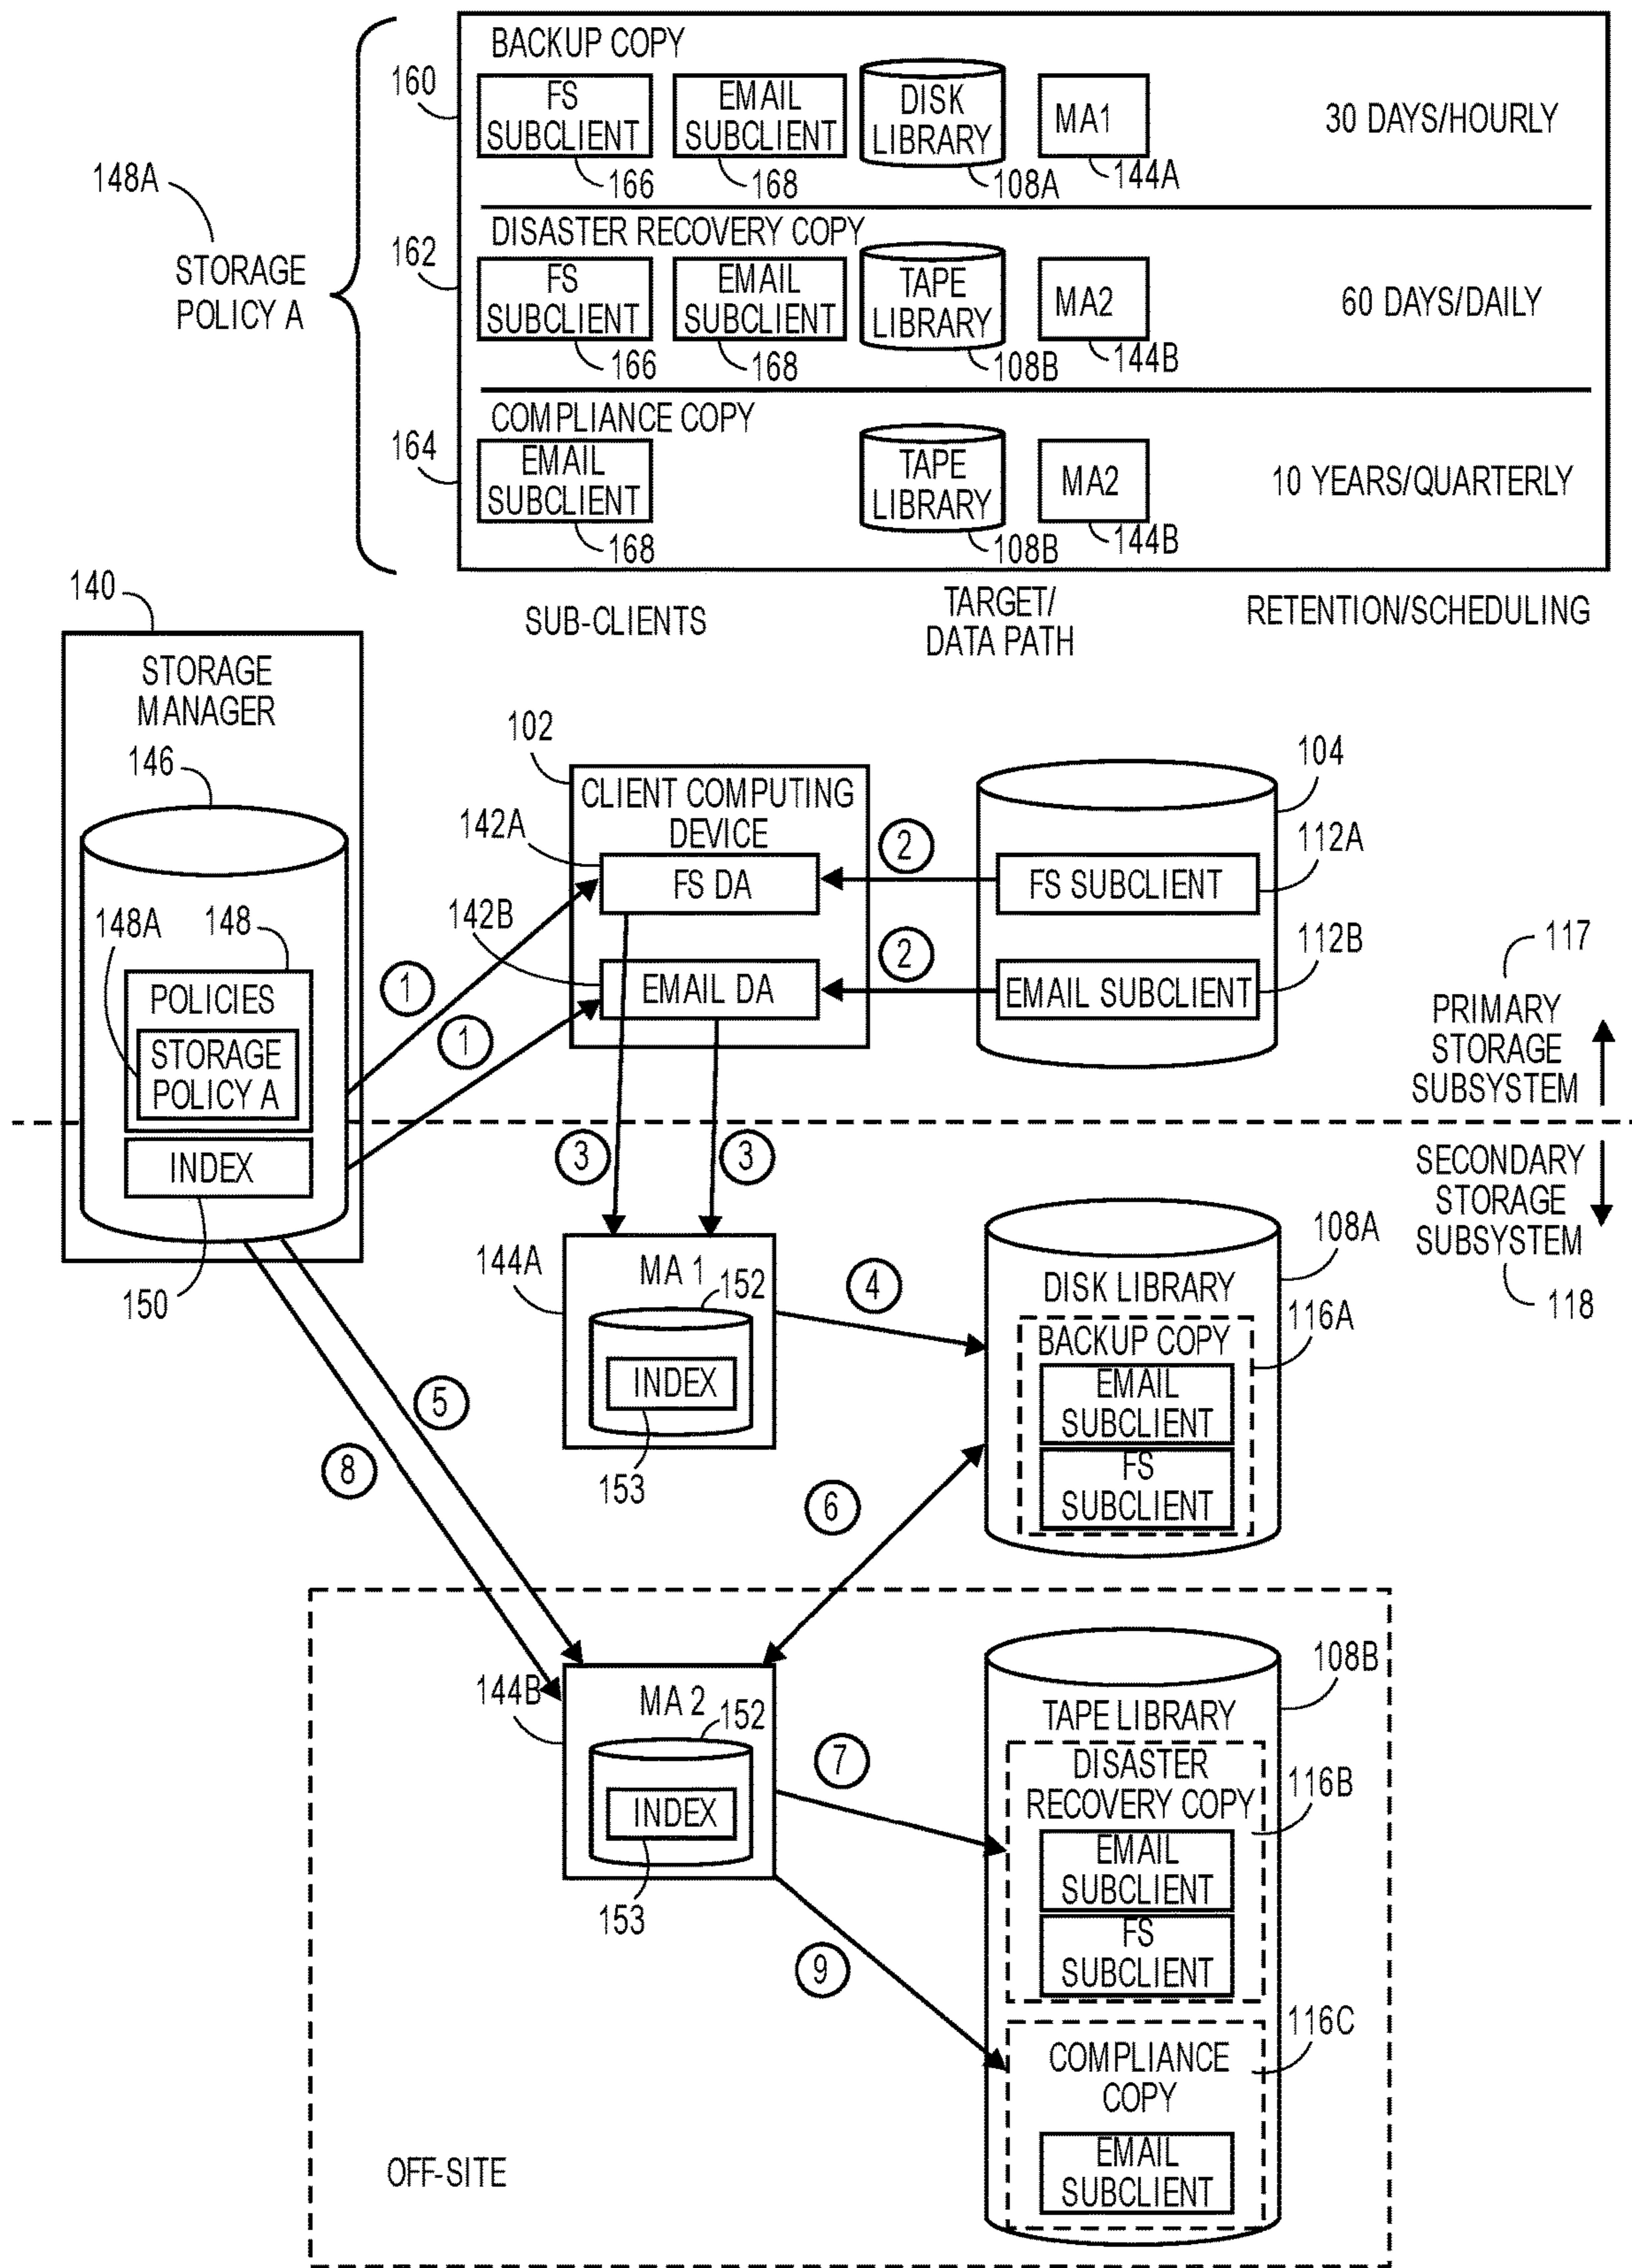 BACKUP COPY
160
FS
SUBCLIENT
166
EMAIL
SUBCLIENT
168
DISK
LIBRARY
108A
MA1
144A
30 DAYS/HOURLY
148A
STORAGE
POLICY A
DISASTER RECOVERY COPY
162
FS
SUBCLIENT
166
EMAIL
SUBCLIENT
168
TAPE
LIBRARY
108B
MA2
144B
60 DAYS/DAILY
COMPLIANCE COPY
164
EMAIL
SUBCLIENT
168
TAPE
LIBRARY
108B
MA2
144B
10 YEARS/QUARTERLY
SUB-CLIENTS
TARGET/
DATA PATH
RETENTION/SCHEDULING
140
STORAGE
MANAGER
146
148A
148
POLICIES
STORAGE
POLICY A
INDEX
150
102
CLIENT COMPUTING
DEVICE
142A
FS DA
142B
EMAIL DA
104
112A
FS SUBCLIENT
112B
EMAIL SUBCLIENT
1
1
2
2
3
3
117
PRIMARY
STORAGE
SUBSYSTEM
SECONDARY
STORAGE
SUBSYSTEM
118
144A
MA 1
152
INDEX
153
4
108A
DISK LIBRARY
116A
BACKUP COPY
EMAIL
SUBCLIENT
FS
SUBCLIENT
5
8
6
144B
MA 2
152
INDEX
153
7
9
108B
TAPE LIBRARY
DISASTER
RECOVERY COPY
116B
EMAIL
SUBCLIENT
FS
SUBCLIENT
116C
COMPLIANCE
COPY
EMAIL
SUBCLIENT
OFF-SITE